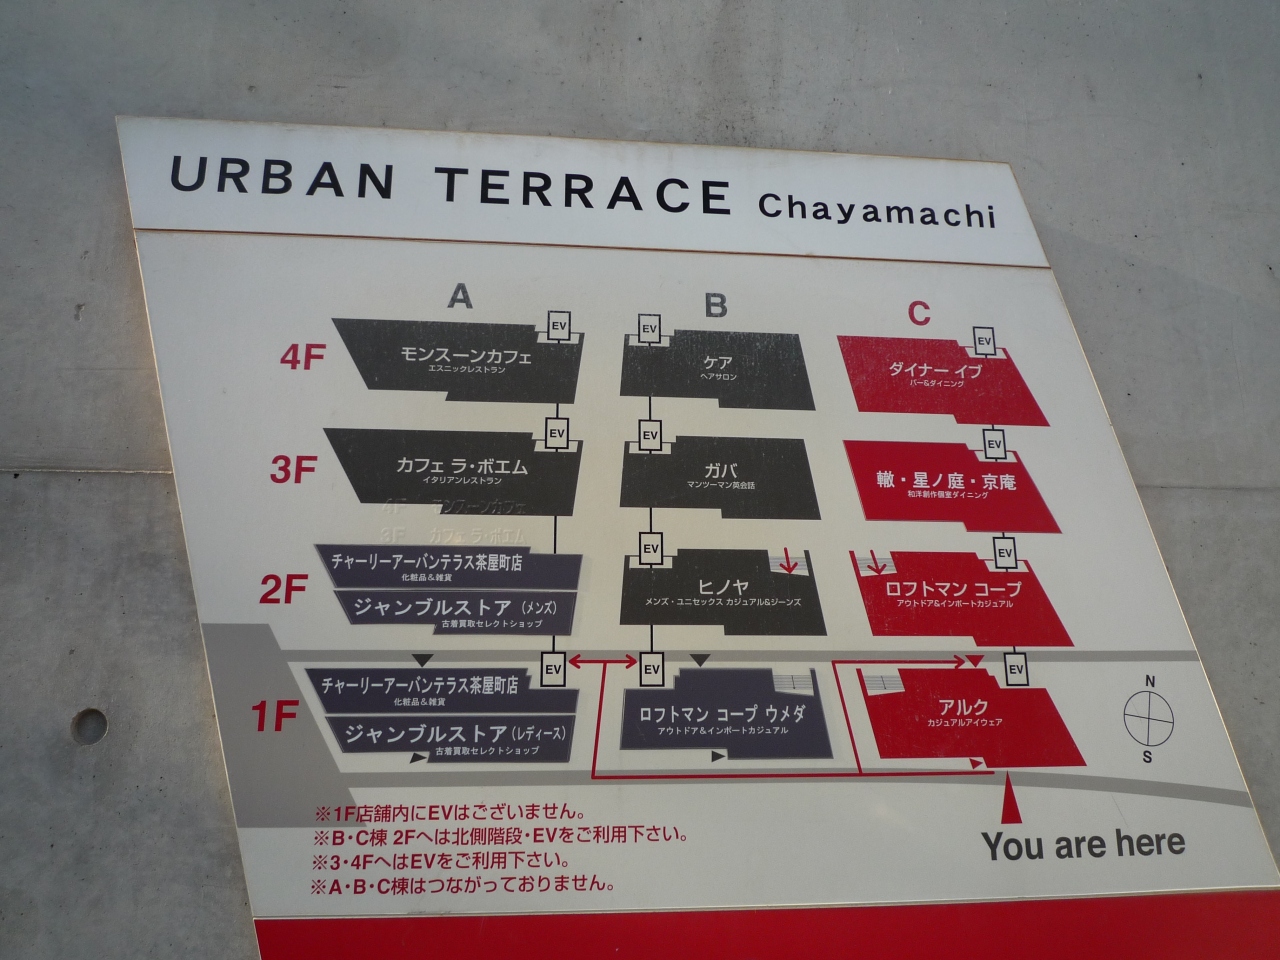 URBAN TERRACE Chayamachi
A B C
4F
EV EV EV
モンスーンカフェ
エスニックレストラン
ケア
ヘアサロン
ダイナー イブ
バー&ダイニング
3F
EV EV EV
カフェ ラ・ボエム
イタリアンレストラン
ガバ
マンツーマン英会話
轍・星ノ庭・京庵
和洋創作個室ダイニング
4F モンスーンカフェ
3F カフェ ラ・ボエム
2F
EV EV
チャーリーアーバンテラス茶屋町店
化粧品&雑貨
ジャンブルストア (メンズ)
古着買取セレクトショップ
ヒノヤ
メンズ・ユニセックス カジュアル&ジーンズ
ロフトマン コープ
アウトドア&インポートカジュアル
1F
EV EV EV
チャーリーアーバンテラス茶屋町店
化粧品&雑貨
ジャンブルストア (レディース)
古着買取セレクトショップ
ロフトマン コープ ウメダ
アウトドア&インポートカジュアル
アルク
カジュアルアイウェア
N
S
※1F店舗内にEVはございません。
※B・C棟 2Fへは北側階段・EVをご利用下さい。
※3・4FへはEVをご利用下さい。
※A・B・C棟はつながっておりません。
You are here